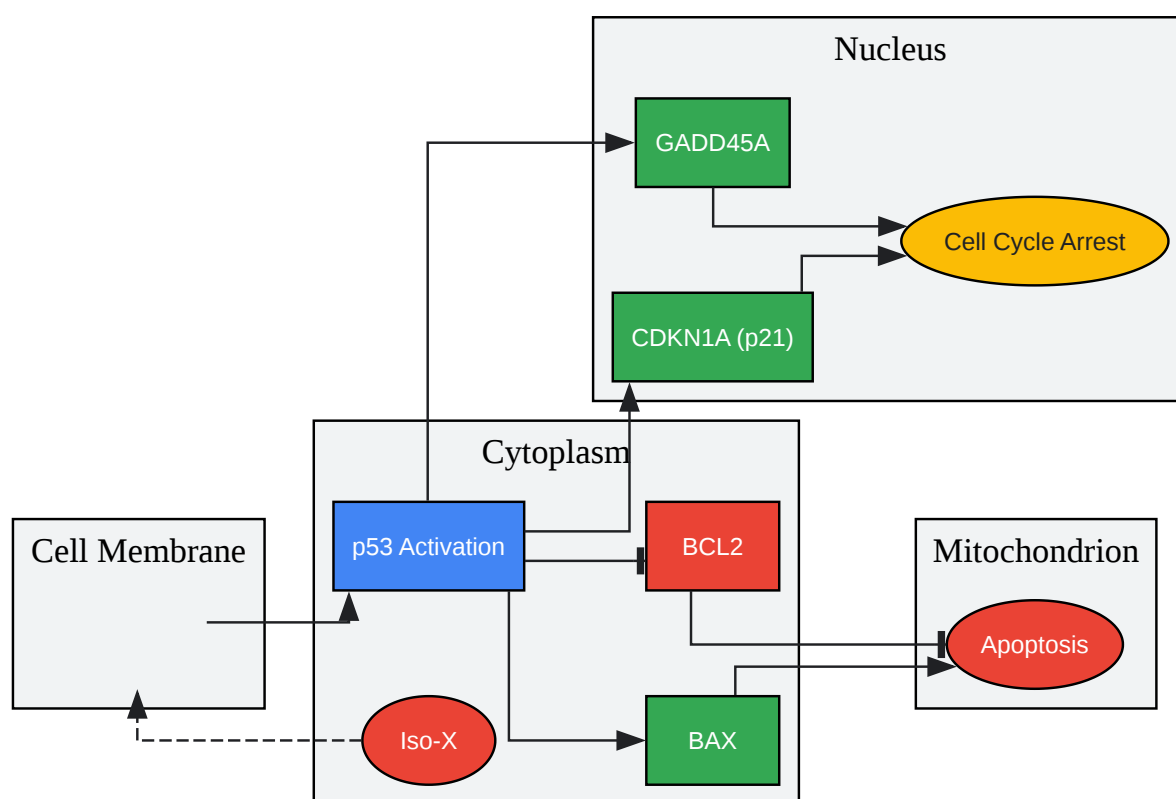 Nucleus
GADD45A
Cell Cycle Arrest
CDKN1A (p21)
Cytoplasm
p53 Activation
BCL2
Cell Membrane
Mitochondrion
Apoptosis
Iso-X
BAX